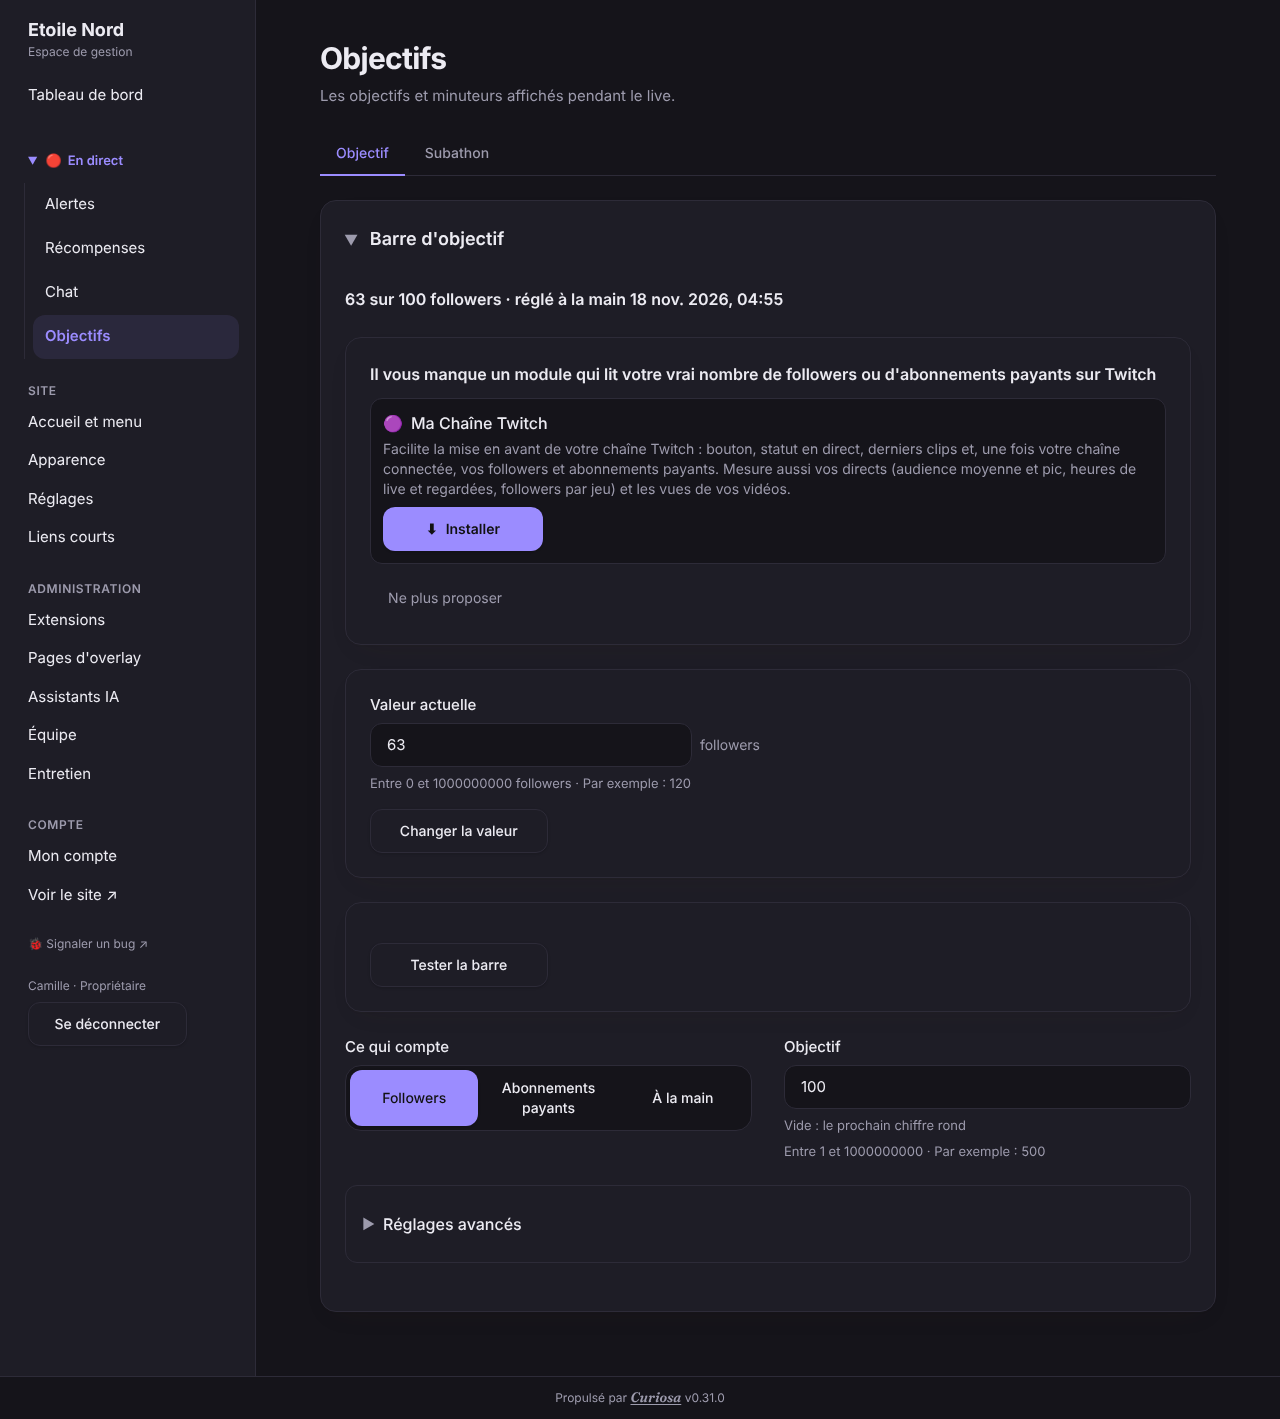 Etoile Nord
Espace de gestion
Tableau de bord
En direct
Alertes
Récompenses
Chat
Objectifs
SITE
Accueil et menu
Apparence
Réglages
Liens courts
ADMINISTRATION
Extensions
Pages d'overlay
Assistants IA
Équipe
Entretien
COMPTE
Mon compte
Voir le site ↗
Signaler un bug ↗
Camille · Propriétaire
Se déconnecter
Objectifs
Les objectifs et minuteurs affichés pendant le live.
Objectif
Subathon
Barre d'objectif
63 sur 100 followers · réglé à la main 18 nov. 2026, 04:55
Il vous manque un module qui lit votre vrai nombre de followers ou d'abonnements payants sur Twitch
Ma Chaîne Twitch
Facilite la mise en avant de votre chaîne Twitch : bouton, statut en direct, derniers clips et, une fois votre chaîne
connectée, vos followers et abonnements payants. Mesure aussi vos directs (audience moyenne et pic, heures de
live et regardées, followers par jeu) et les vues de vos vidéos.
⬇ Installer
Ne plus proposer
Valeur actuelle
63 followers
Entre 0 et 1000000000 followers · Par exemple : 120
Changer la valeur
Tester la barre
Ce qui compte
Followers
Abonnements
payants
À la main
Objectif
100
Vide : le prochain chiffre rond
Entre 1 et 1000000000 · Par exemple : 500
Réglages avancés
Propulsé par Curiosa v0.31.0